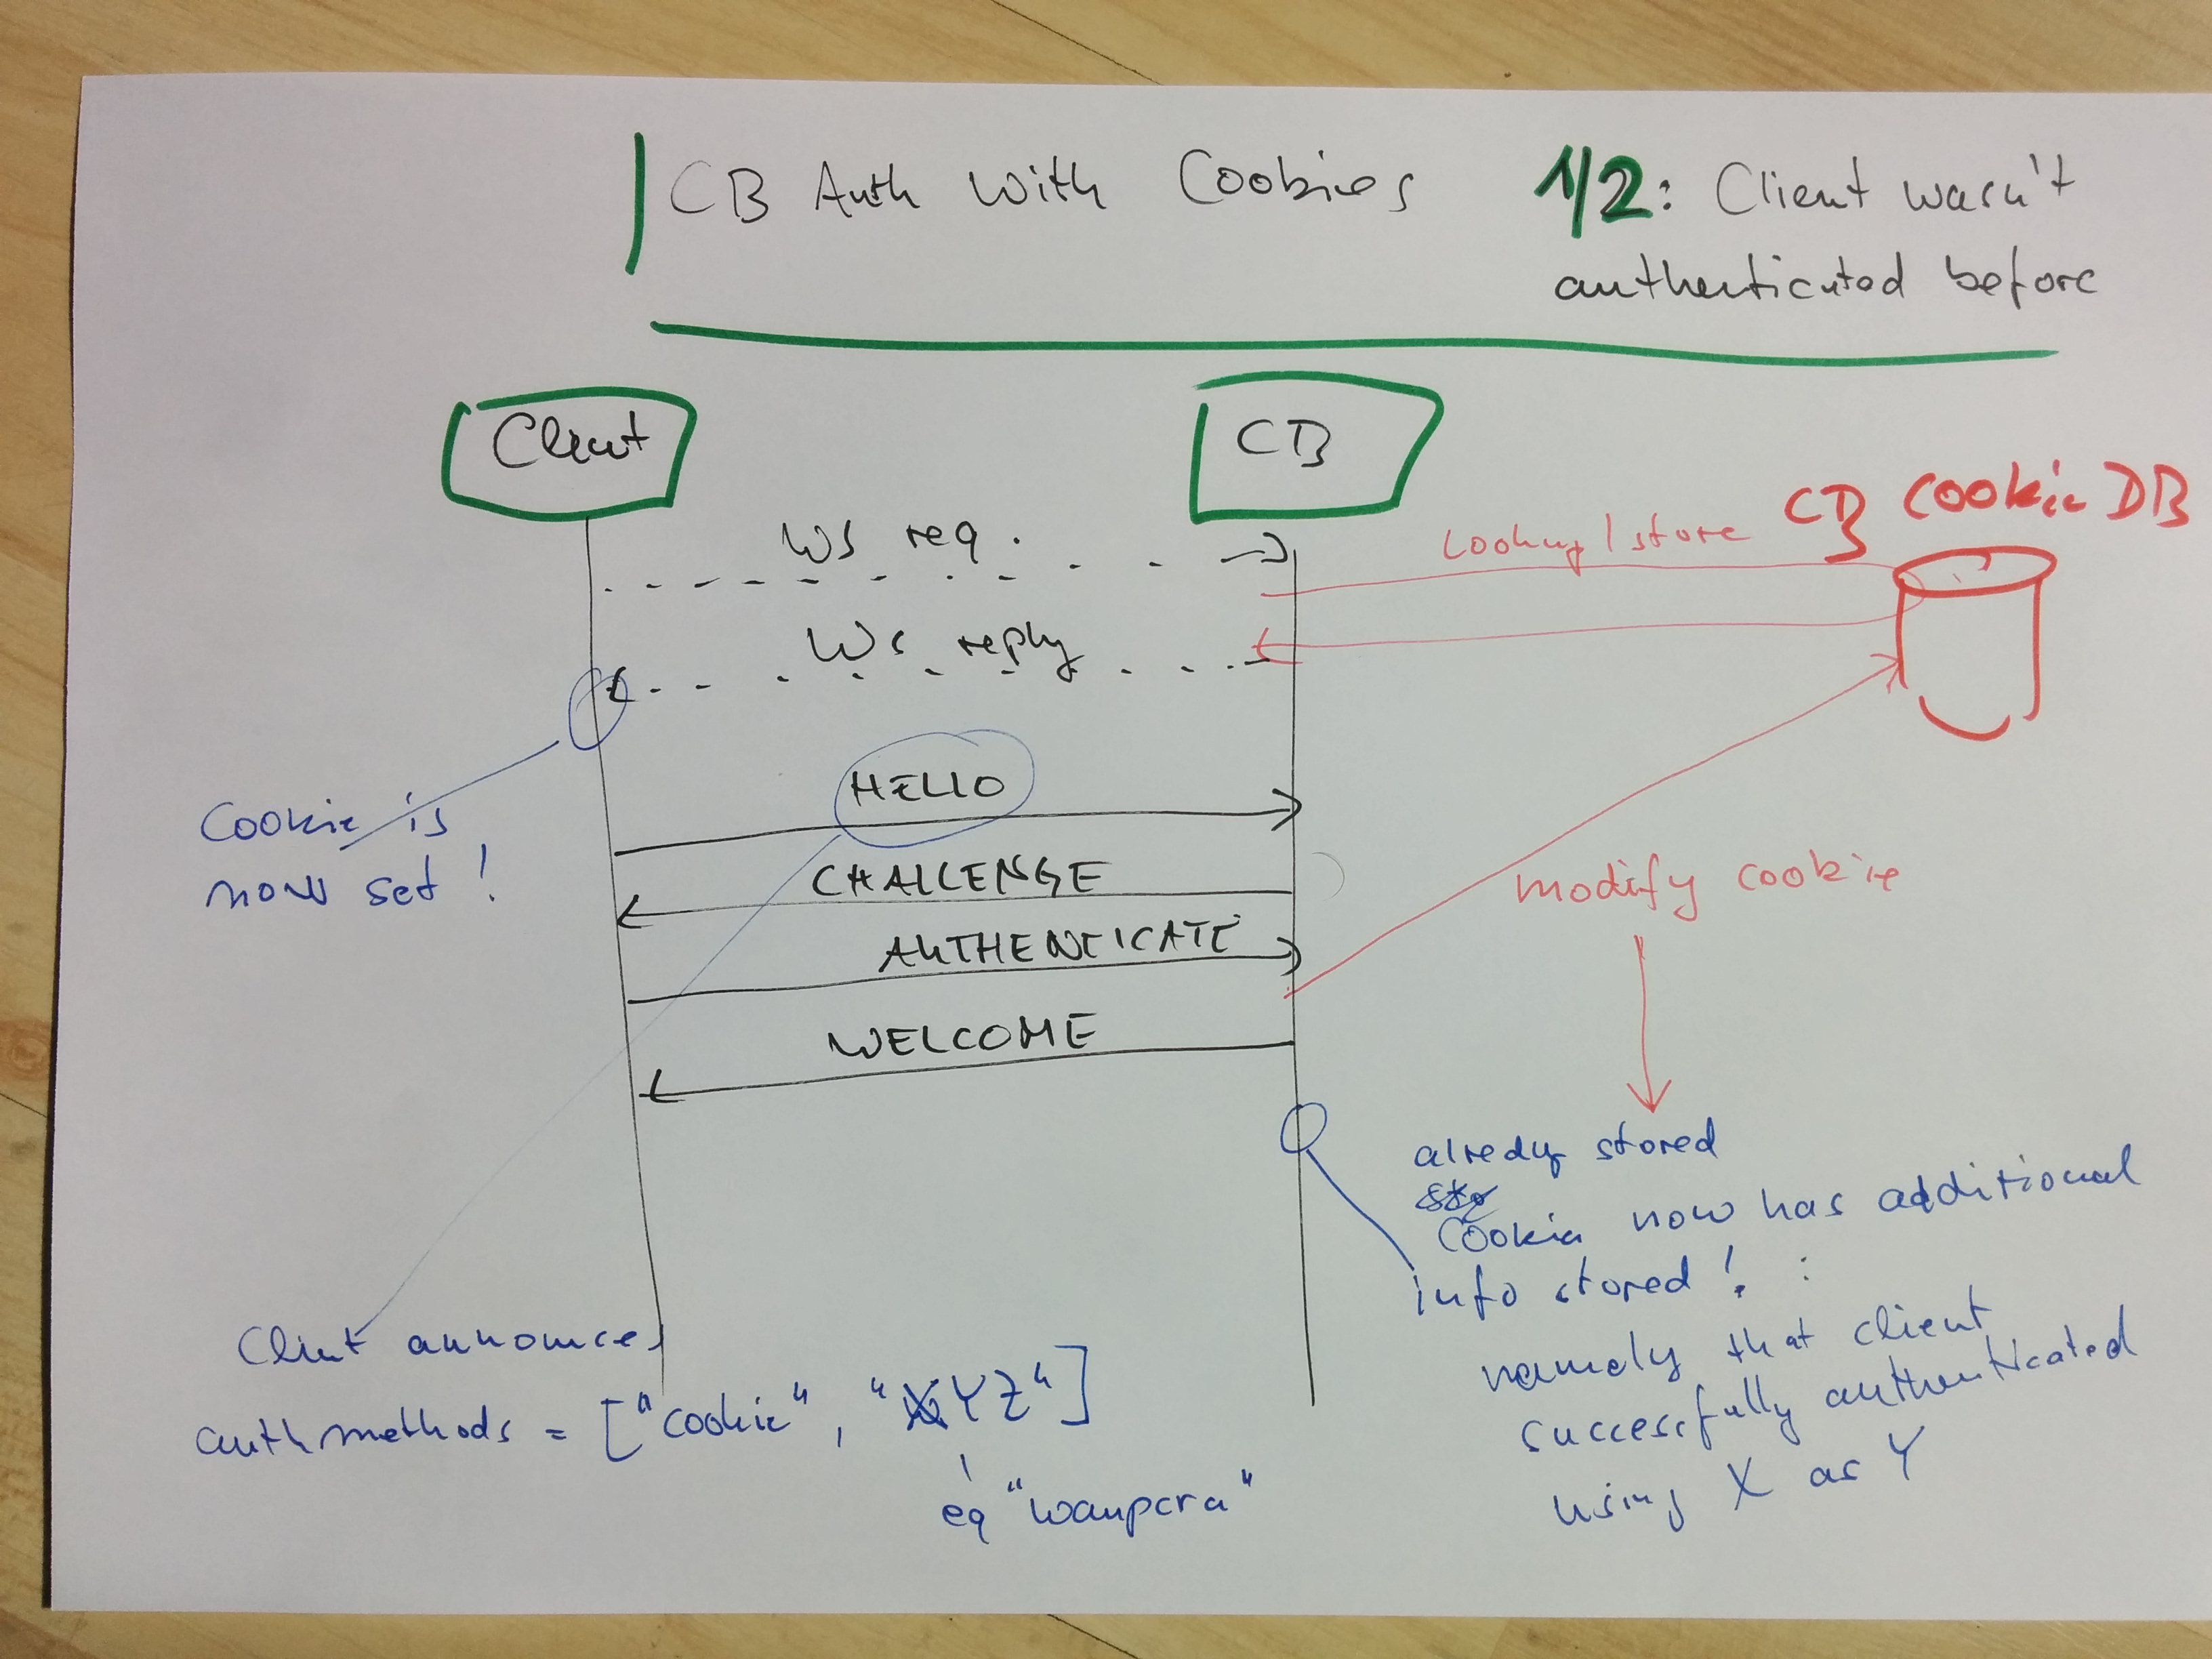 CB Auth With Cookies
1/2: Client wasn't
authenticated before
Client
CB
CB Cookie DB
WS req.
Lookup / store
WS reply
Cookie is
now set!
HELLO
CHALLENGE
modify cookie
AUTHENTICATE
WELCOME
alredy stored
Cookie now has additional
info stored! :
namely that client
successfully authenticated
using X as Y
Client announces
authmethods = ["cookie", "XYZ"]
eg "wampcra"